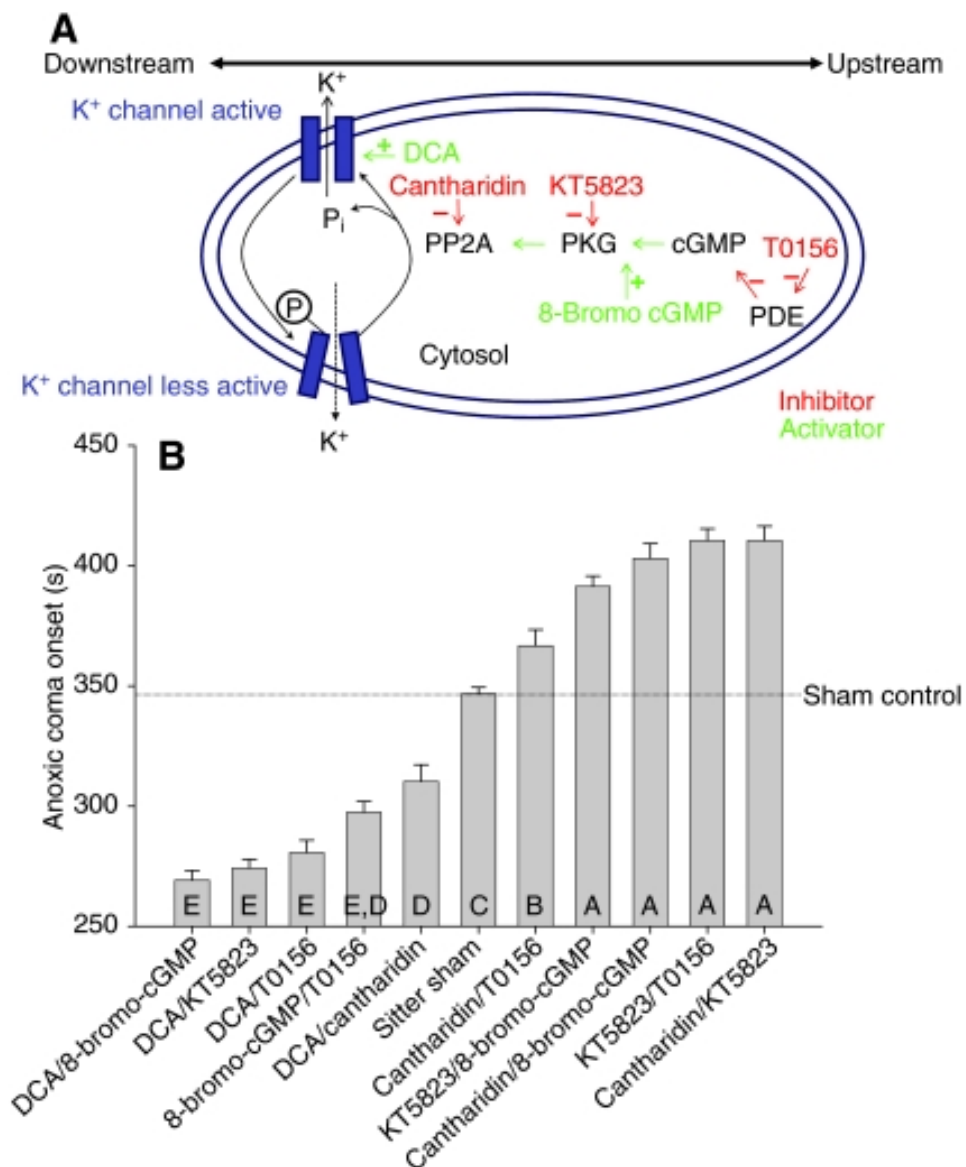 A
Downstream
Upstream
K+
K+ channel active
+
DCA
Cantharidin
KT5823
Pi
–
–
PP2A
PKG
cGMP
T0156
–
–
P
+
8-Bromo cGMP
PDE
Cytosol
K+ channel less active
Inhibitor
K+
Activator
450
B
400
350
300
250
Anoxic coma onset (s)
Sham control
E
E
E
E,D
D
C
B
A
A
A
A
DCA/8-bromo-cGMP
DCA/KT5823
DCA/T0156
8-bromo-cGMP/T0156
DCA/cantharidin
Sitter sham
Cantharidin/T0156
KT5823/8-bromo-cGMP
Cantharidin/8-bromo-cGMP
KT5823/T0156
Cantharidin/KT5823